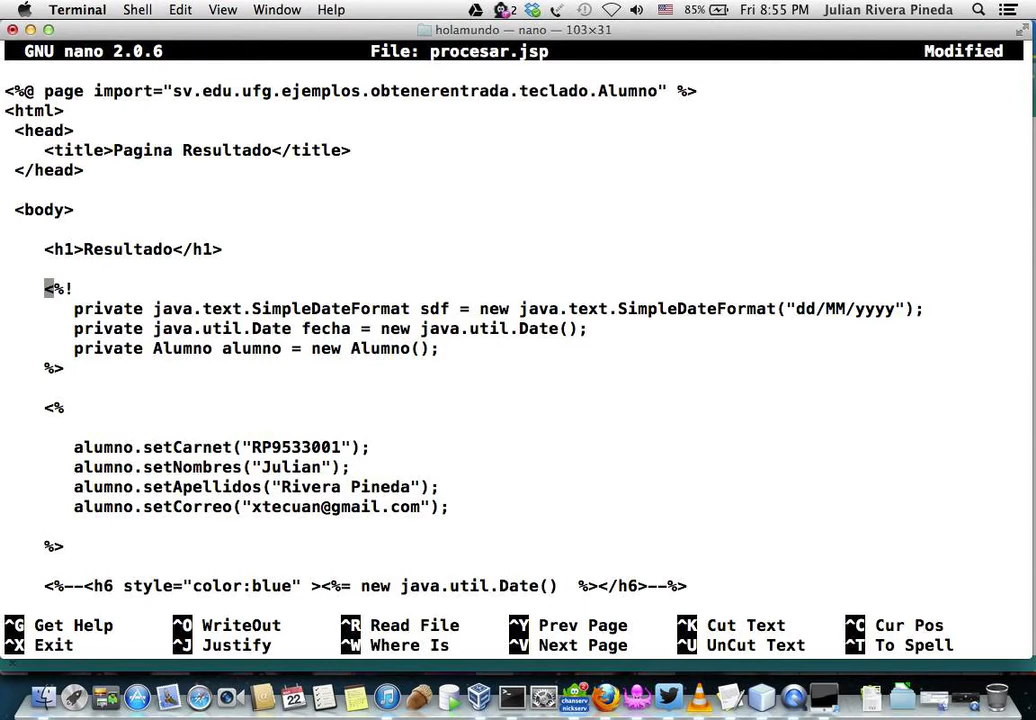 Terminal Shell Edit View Window Help 2 85% Fri 8:55 PM Julian Rivera Pineda
holamundo — nano — 103×31
GNU nano 2.0.6 File: procesar.jsp Modified
<%@ page import="sv.edu.ufg.ejemplos.obtenerentrada.teclado.Alumno" %>
<html>
<head>
<title>Pagina Resultado</title>
</head>
<body>
<h1>Resultado</h1>
<%!
private java.text.SimpleDateFormat sdf = new java.text.SimpleDateFormat("dd/MM/yyyy");
private java.util.Date fecha = new java.util.Date();
private Alumno alumno = new Alumno();
%>
<%
alumno.setCarnet("RP9533001");
alumno.setNombres("Julian");
alumno.setApellidos("Rivera Pineda");
alumno.setCorreo("xtecuan@gmail.com");
%>
<%--<h6 style="color:blue" ><%= new java.util.Date()  %></h6>--%>
^G Get Help ^O WriteOut ^R Read File ^Y Prev Page ^K Cut Text ^C Cur Pos
^X Exit ^J Justify ^W Where Is ^V Next Page ^U UnCut Text ^T To Spell
22
chanserv
nickserv